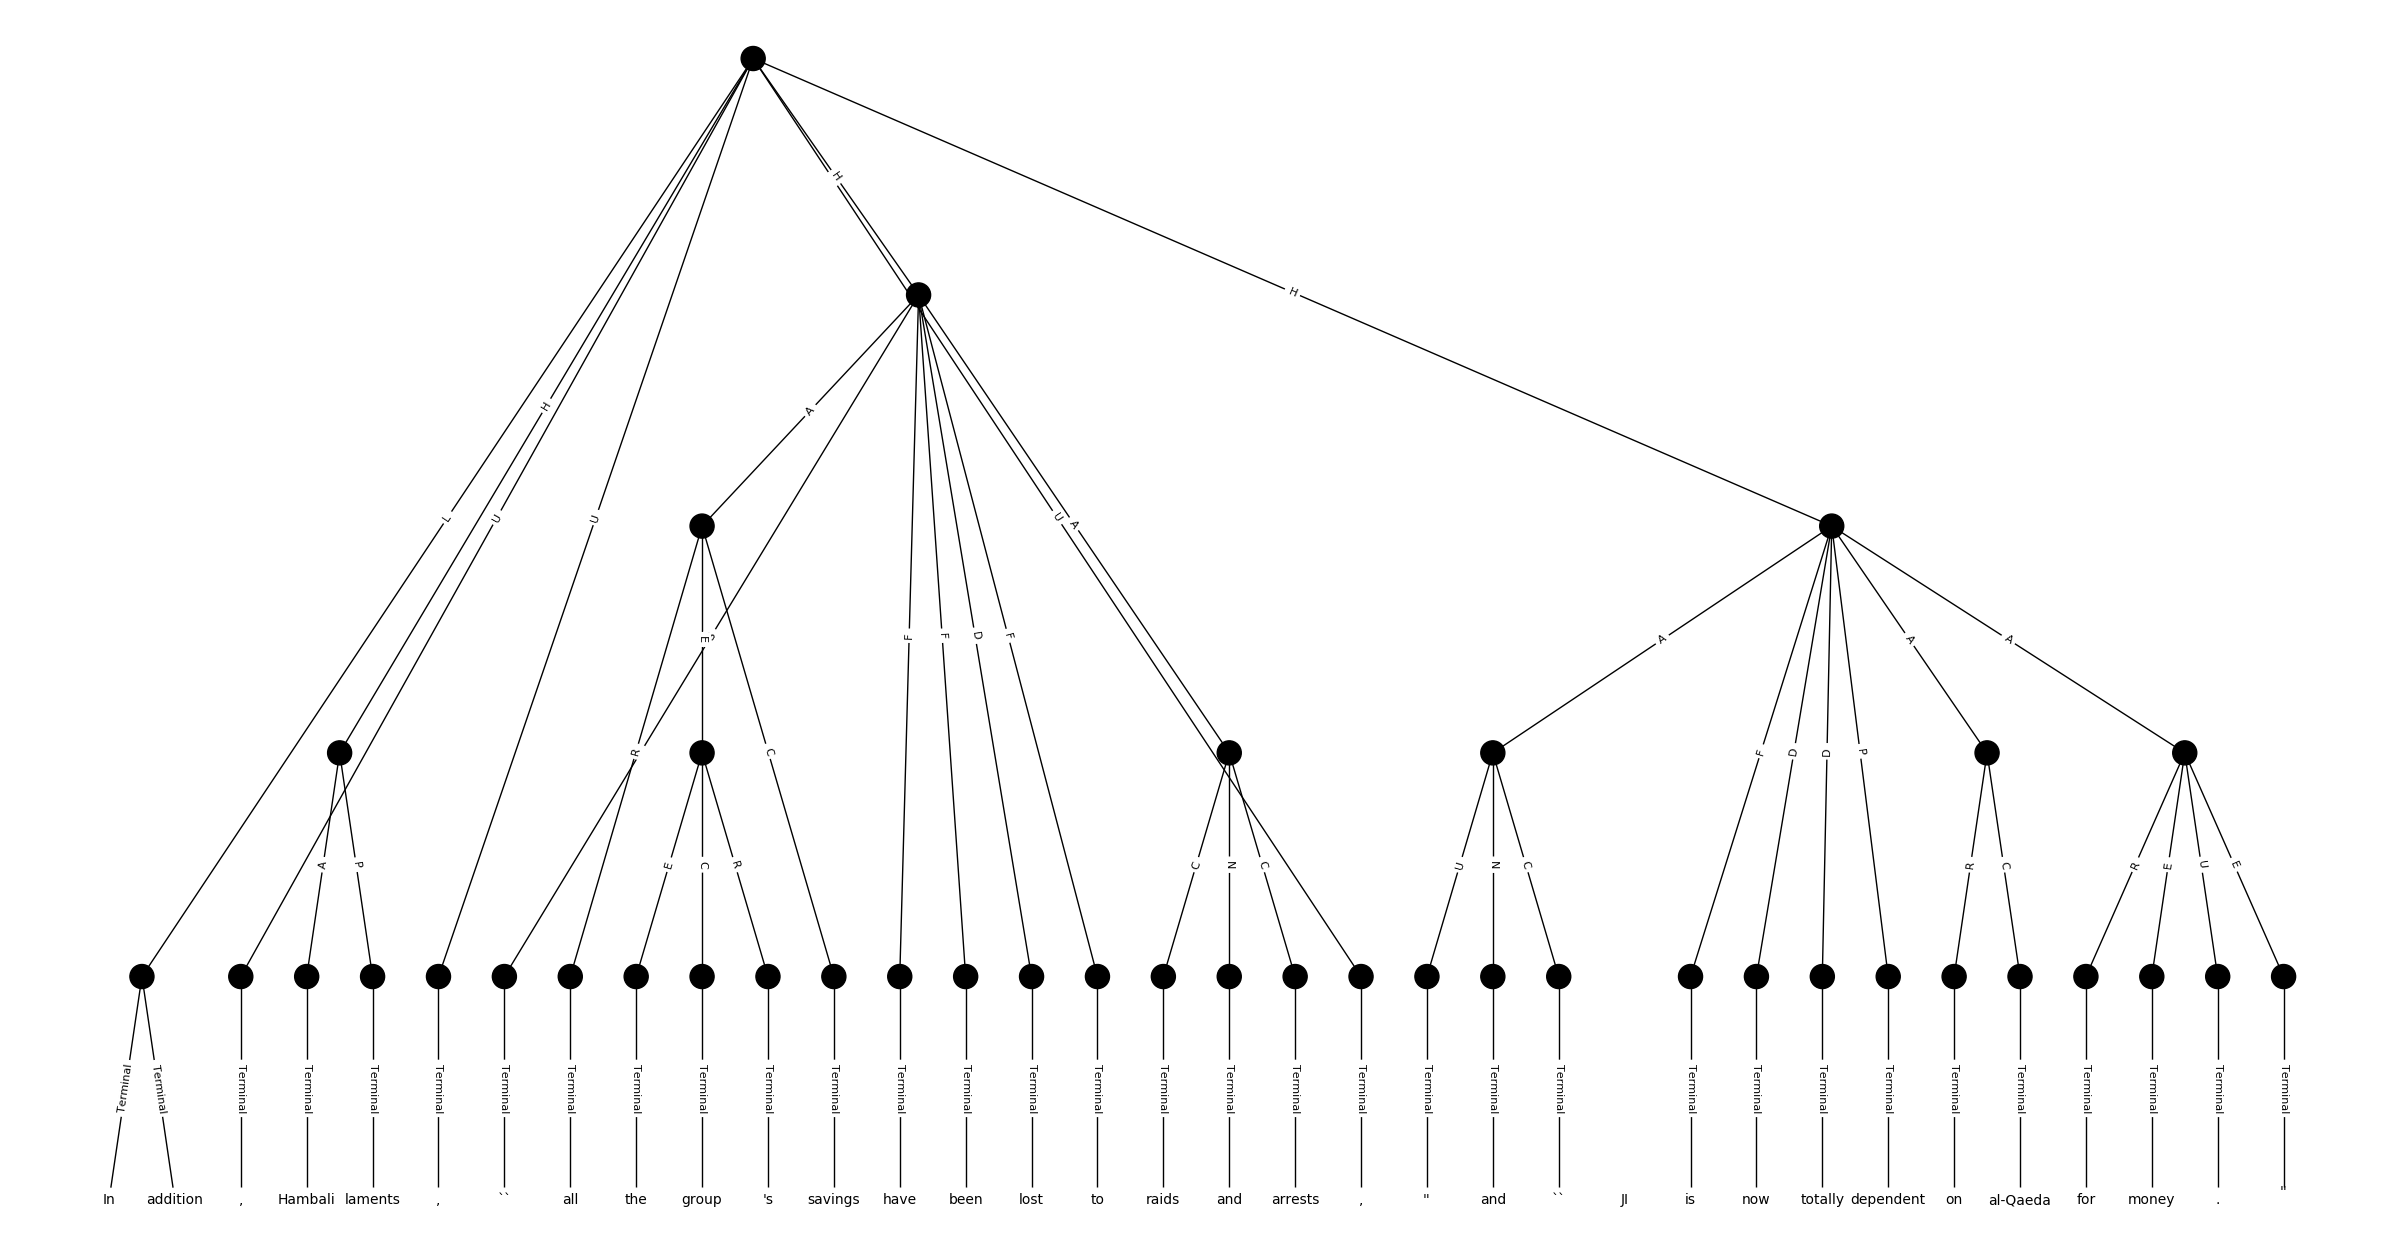 H
H
H
A
L
U
U
U
A
E
A
A
A
F
F
D
F
R
C
F
D
D
P
A
P
E
C
R
C
N
C
U
N
C
R
C
R
E
U
E
Terminal Terminal Terminal Terminal Terminal Terminal Terminal Terminal Terminal Terminal Terminal Terminal Terminal Terminal Terminal Terminal Terminal Terminal Terminal Terminal Terminal Terminal Terminal Terminal Terminal Terminal Terminal Terminal Terminal Terminal Terminal Terminal Terminal
In addition , Hambali laments , `` all the group 's savings have been lost to raids and arrests , '' and `` JI is now totally dependent on al-Qaeda for money . ''